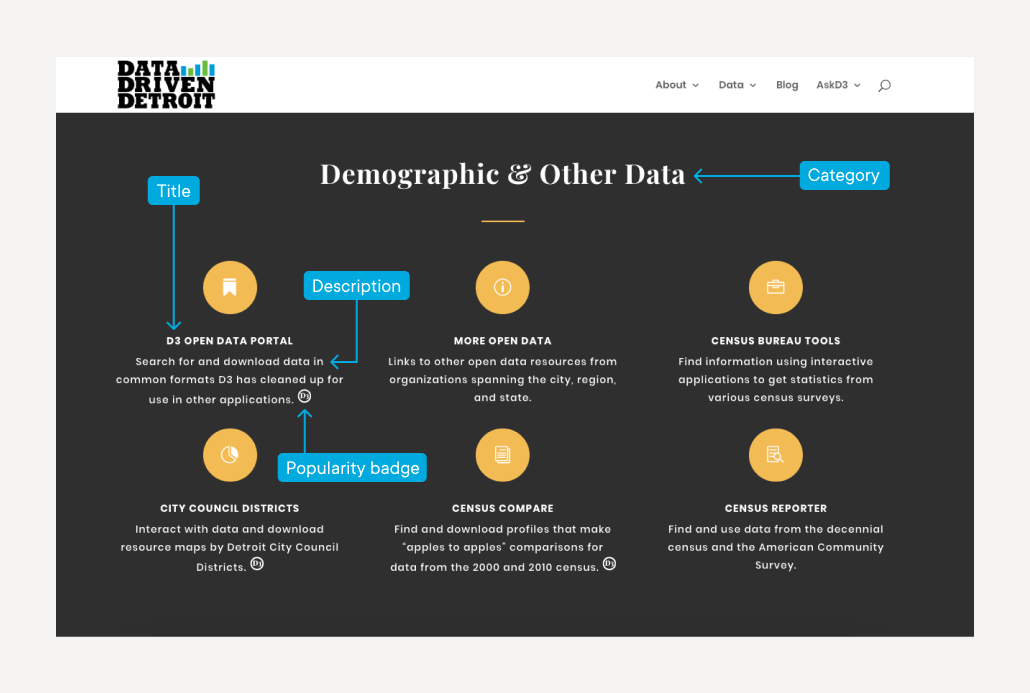 DATA
DRIVEN
DETROIT
About
Data
Blog
AskD3
Demographic & Other Data
Category
Title
Description
D3 OPEN DATA PORTAL
Search for and download data in
common formats D3 has cleaned up for
use in other applications. D3
MORE OPEN DATA
Links to other open data resources from
organizations spanning the city, region,
and state.
CENSUS BUREAU TOOLS
Find information using interactive
applications to get statistics from
various census surveys.
Popularity badge
CITY COUNCIL DISTRICTS
Interact with data and download
resource maps by Detroit City Council
Districts. D3
CENSUS COMPARE
Find and download profiles that make
"apples to apples" comparisons for
data from the 2000 and 2010 census. D3
CENSUS REPORTER
Find and use data from the decennial
census and the American Community
Survey.